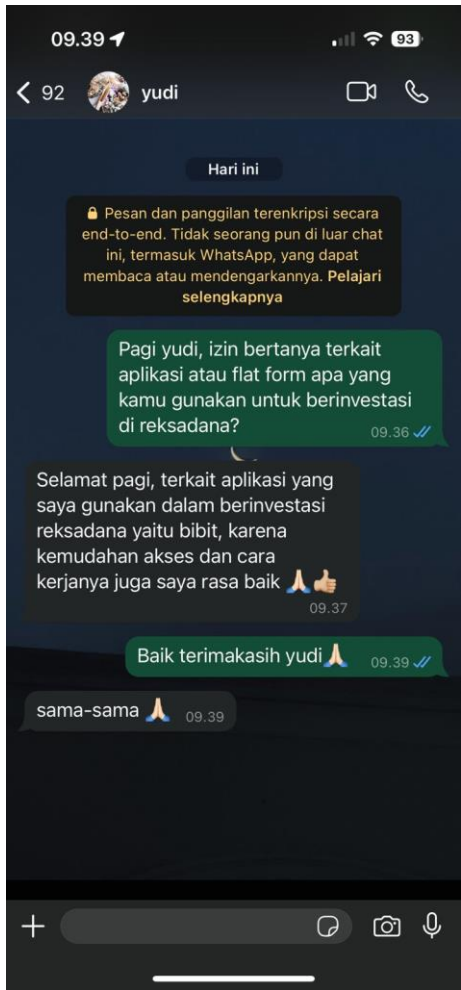 09.39
93
92
yudi
Hari ini
Pesan dan panggilan terenkripsi secara
end-to-end. Tidak seorang pun di luar chat
ini, termasuk WhatsApp, yang dapat
membaca atau mendengarkannya. Pelajari
selengkapnya
Pagi yudi, izin bertanya terkait
aplikasi atau flat form apa yang
kamu gunakan untuk berinvestasi
di reksadana?
09.36
Selamat pagi, terkait aplikasi yang
saya gunakan dalam berinvestasi
reksadana yaitu bibit, karena
kemudahan akses dan cara
kerjanya juga saya rasa baik 🙏🏻👍🏼
09.37
Baik terimakasih yudi🙏🏻 09.39
sama-sama 🙏🏻 09.39